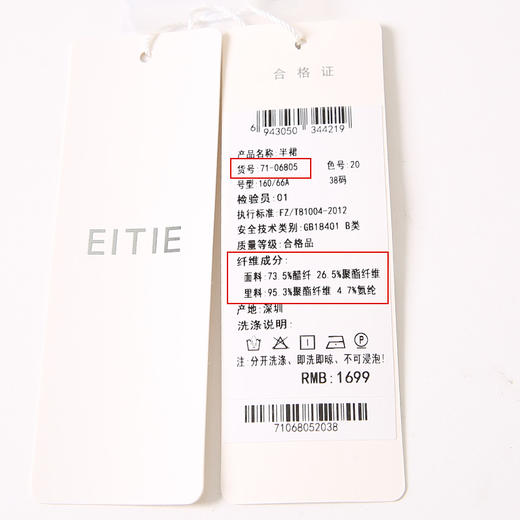 EITIE
合格证
6 943050 344219
产品名称:半裙
货号:71-06805 色号:20
号型:160/66A 38码
检验员:01
执行标准:FZ/T81004-2012
安全技术类别:GB18401 B类
质量等级:合格品
纤维成分:
面料:73.5%醋纤 26.5%聚酯纤维
里料:95.3%聚酯纤维 4.7%氨纶
产地:深圳
洗涤说明:
注:分开洗涤、即洗即晾、不可浸泡!
RMB:1699
71068052038